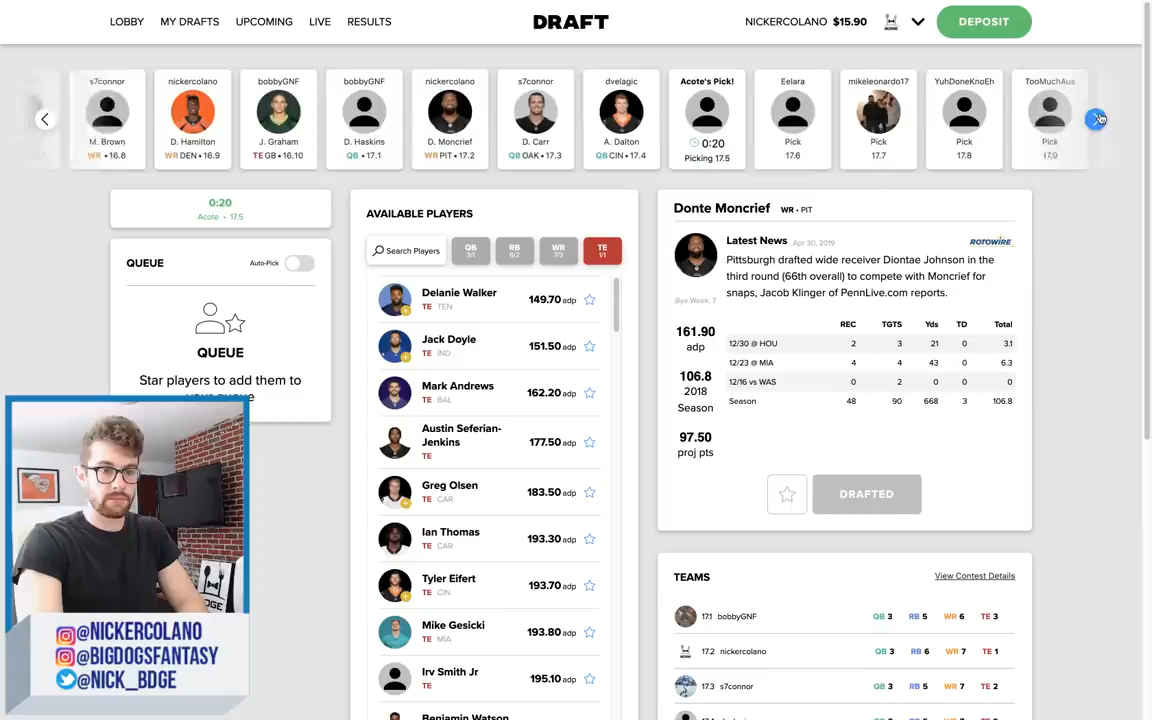 LOBBY MY DRAFTS UPCOMING LIVE RESULTS DRAFT NICKERCOLANO $15.90 DEPOSIT
s7connor nickercolano bobbyGNF bobbyGNF nickercolano s7connor dvelagic Acote's Pick! Eelara mikeleonardo17 YuhDoneKnoEh TooMuchAus
0:20
M. Brown D. Hamilton J. Graham D. Haskins D. Moncrief D. Carr A. Dalton Picking 17.5 Pick Pick Pick Pick
WR • 16.8 WR DEN • 16.9 TE GB • 16.10 QB • 17.1 WR PIT • 17.2 QB OAK • 17.3 QB CIN • 17.4 17.6 17.7 17.8 17.9
0:20
Acote • 17.5
QUEUE Auto-Pick
QUEUE
Star players to add them to
your queue
AVAILABLE PLAYERS
Search Players QB 3/1 RB 6/2 WR 7/3 TE 1/1
Delanie Walker 149.70 adp
TE TEN
Jack Doyle 151.50 adp
TE IND
Mark Andrews 162.20 adp
TE BAL
Austin Seferian-
Jenkins 177.50 adp
TE
Greg Olsen 183.50 adp
TE CAR
Ian Thomas 193.30 adp
TE CAR
Tyler Eifert 193.70 adp
TE CIN
Mike Gesicki 193.80 adp
TE MIA
Irv Smith Jr 195.10 adp
TE
Benjamin Watson
Donte Moncrief WR • PIT
Latest News Apr 30, 2019 ROTOWIRE
Pittsburgh drafted wide receiver Diontae Johnson in the
third round (66th overall) to compete with Moncrief for
snaps, Jacob Klinger of PennLive.com reports.
Bye Week: 7
161.90
adp
106.8
2018
Season
97.50
proj pts
REC TGTS Yds TD Total
12/30 @ HOU 2 3 21 0 3.1
12/23 @ MIA 4 4 43 0 6.3
12/16 vs WAS 0 2 0 0 0
Season 48 90 668 3 106.8
DRAFTED
TEAMS View Contest Details
17.1 bobbyGNF QB 3 RB 5 WR 6 TE 3
17.2 nickercolano QB 3 RB 6 WR 7 TE 1
17.3 s7connor QB 3 RB 5 WR 7 TE 2
@NICKERCOLANO
@BIGDOGSFANTASY
@NICK_BDGE